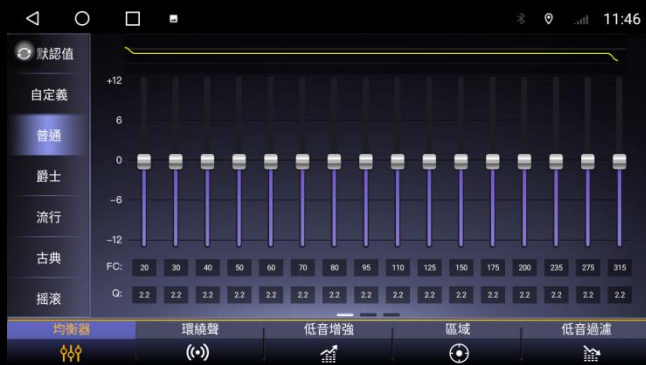 11:46
默認值
自定義
普通
爵士
流行
古典
摇滚
+12
6
0
-6
-12
FC: 20 30 40 50 60 70 80 95 110 125 150 175 200 235 275 315
Q: 2.2 2.2 2.2 2.2 2.2 2.2 2.2 2.2 2.2 2.2 2.2 2.2 2.2 2.2 2.2 2.2
均衡器 環繞聲 低音增強 區域 低音過濾